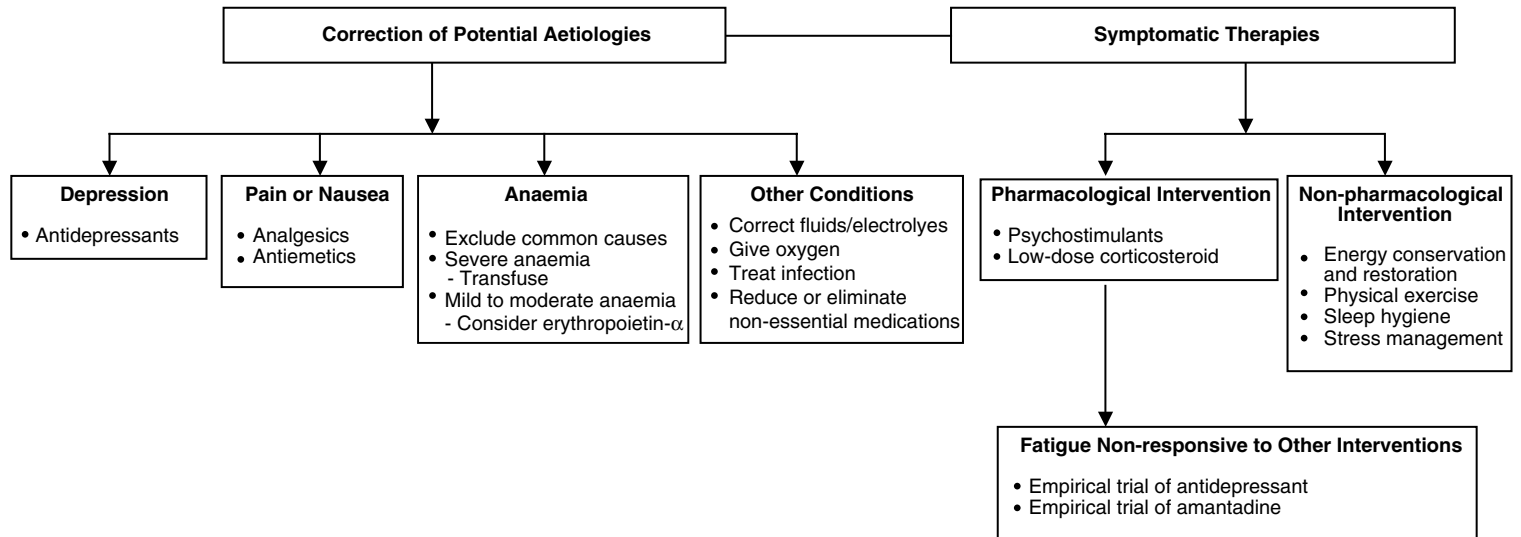 Correction of Potential Aetiologies
Symptomatic Therapies
Depression
• Antidepressants
Pain or Nausea
• Analgesics
• Antiemetics
Anaemia
• Exclude common causes
• Severe anaemia
- Transfuse
• Mild to moderate anaemia
- Consider erythropoietin-α
Other Conditions
• Correct fluids/electrolyes
• Give oxygen
• Treat infection
• Reduce or eliminate
non-essential medications
Pharmacological Intervention
• Psychostimulants
• Low-dose corticosteroid
Non-pharmacological
Intervention
• Energy conservation
and restoration
• Physical exercise
• Sleep hygiene
• Stress management
Fatigue Non-responsive to Other Interventions
• Empirical trial of antidepressant
• Empirical trial of amantadine